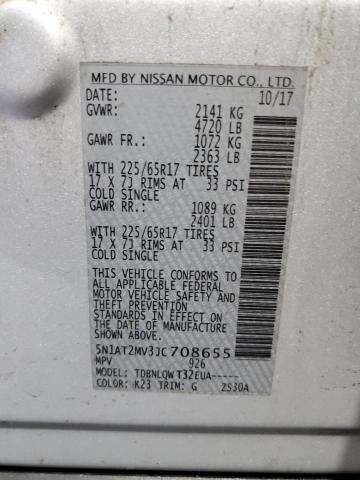 MFD BY NISSAN MOTOR CO., LTD.
DATE: 10/17
GVWR: 2141 KG
4720 LB
GAWR FR.: 1072 KG
2363 LB
WITH 225/65R17 TIRES
17 X 7J RIMS AT 33 PSI
COLD SINGLE
GAWR RR.: 1089 KG
2401 LB
WITH 225/65R17 TIRES
17 X 7J RIMS AT 33 PSI
COLD SINGLE
THIS VEHICLE CONFORMS TO
ALL APPLICABLE FEDERAL
MOTOR VEHICLE SAFETY AND
THEFT PREVENTION
STANDARDS IN EFFECT ON
THE DATE OF MANUFACTURE
SHOWN ABOVE.
5N1AT2MV3JC708655
MPV 926
MODEL: TDBNLQWT32EUA-----
COLOR: K23 TRIM: G 2S30A